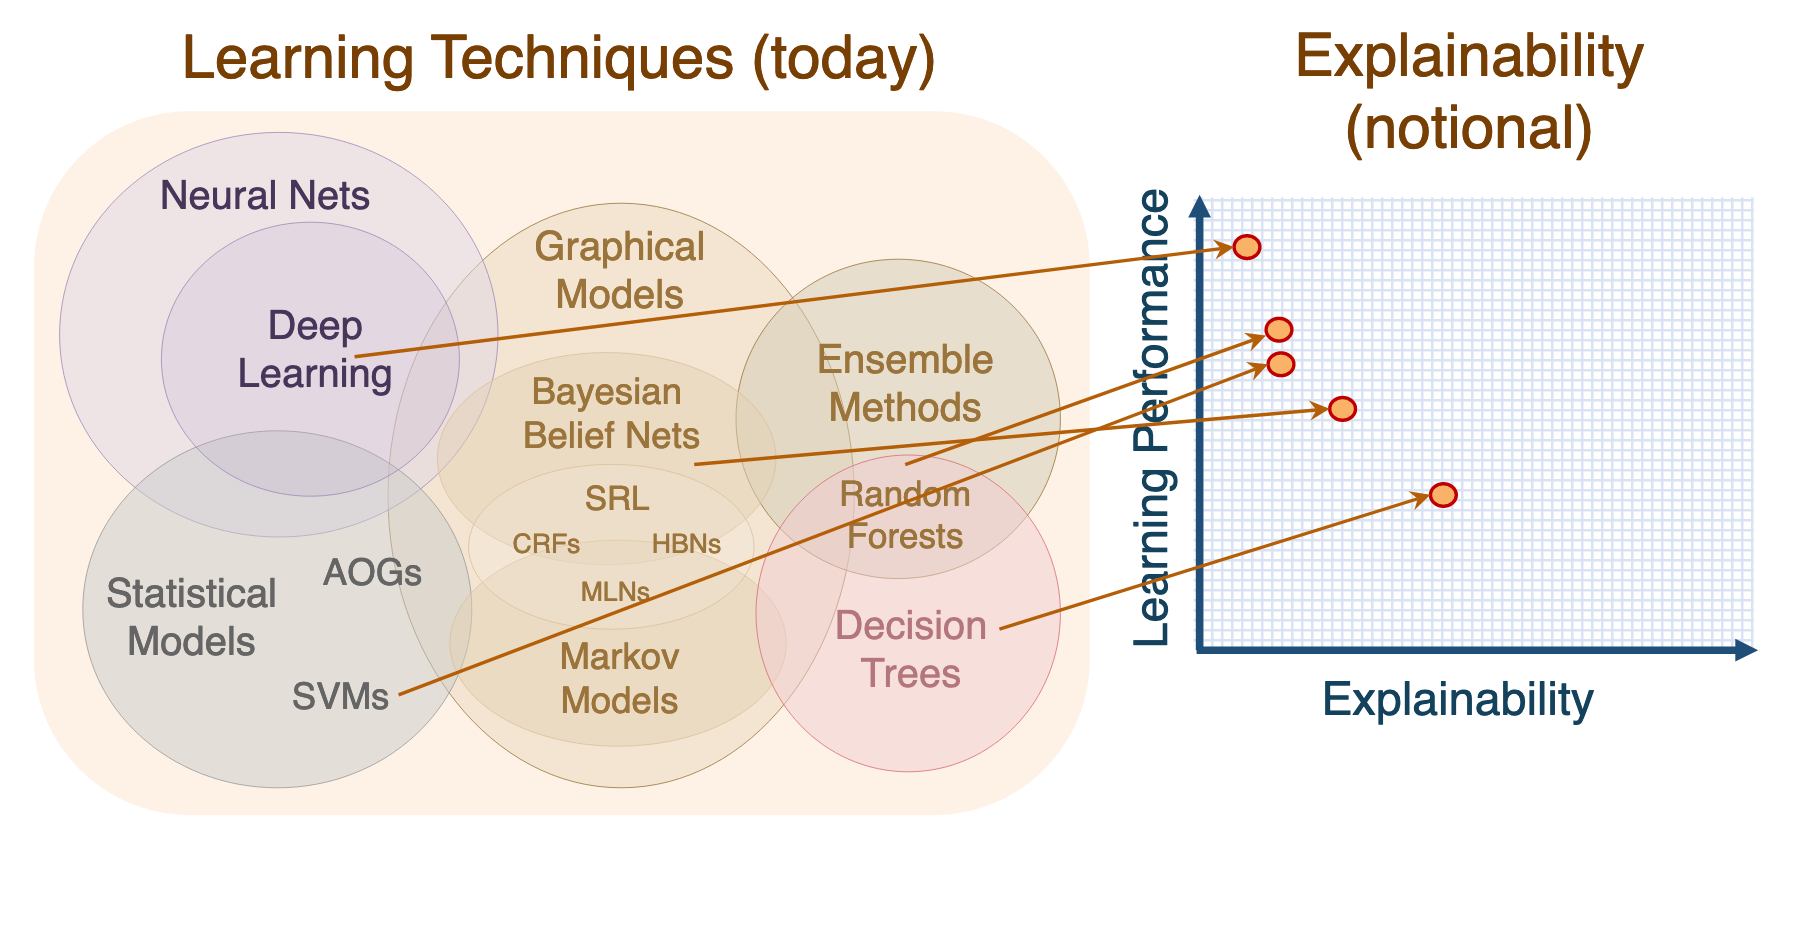 Learning Techniques (today)
Explainability
(notional)
Neural Nets
Deep
Learning
Graphical
Models
Bayesian
Belief Nets
SRL
CRFs
HBNs
MLNs
Markov
Models
Ensemble
Methods
Random
Forests
Decision
Trees
Statistical
Models
AOGs
SVMs
Learning Performance
Explainability